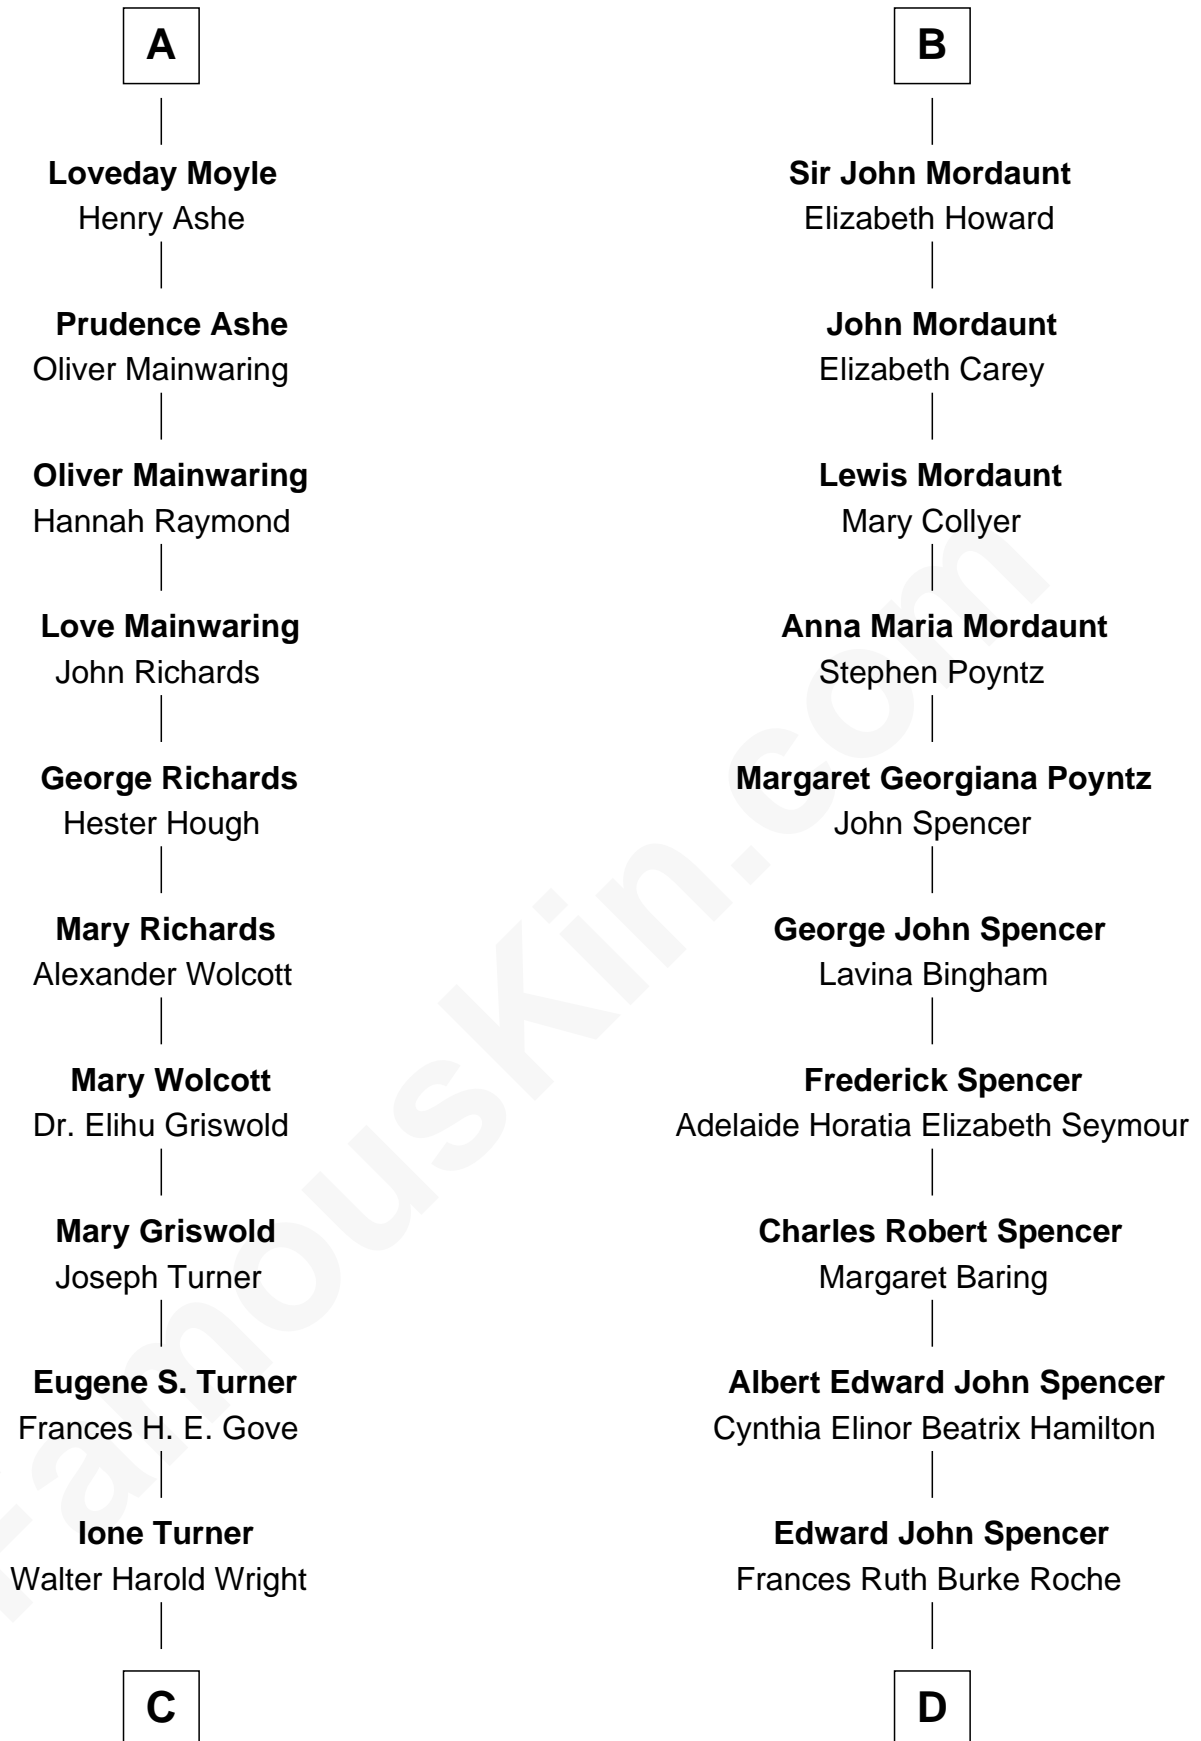 A
Loveday Moyle
Henry Ashe
Prudence Ashe
Oliver Mainwaring
Oliver Mainwaring
Hannah Raymond
Love Mainwaring
John Richards
George Richards
Hester Hough
Mary Richards
Alexander Wolcott
Mary Wolcott
Dr. Elihu Griswold
Mary Griswold
Joseph Turner
Eugene S. Turner
Frances H. E. Gove
Ione Turner
Walter Harold Wright
C
B
Sir John Mordaunt
Elizabeth Howard
John Mordaunt
Elizabeth Carey
Lewis Mordaunt
Mary Collyer
Anna Maria Mordaunt
Stephen Poyntz
Margaret Georgiana Poyntz
John Spencer
George John Spencer
Lavina Bingham
Frederick Spencer
Adelaide Horatia Elizabeth Seymour
Charles Robert Spencer
Margaret Baring
Albert Edward John Spencer
Cynthia Elinor Beatrix Hamilton
Edward John Spencer
Frances Ruth Burke Roche
D
FamousKin.com